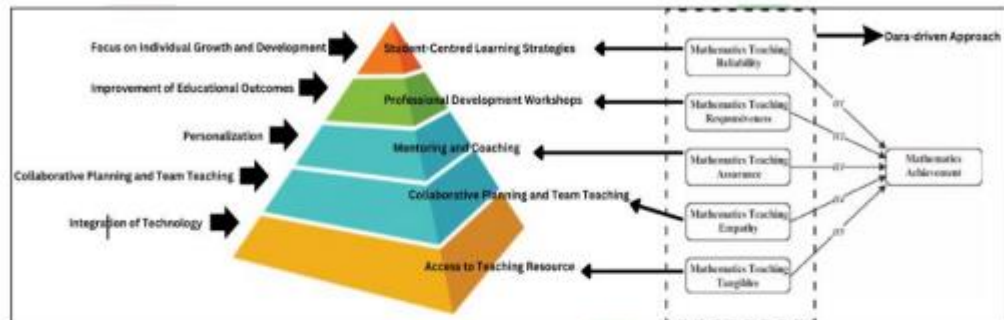 Focus on Individual Growth and Development
Improvement of Educational Outcomes
Personalization
Collaborative Planning and Team Teaching
Integration of Technology
Student-Centred Learning Strategies
Professional Development Workshops
Mentoring and Coaching
Collaborative Planning and Team Teaching
Access to Teaching Resource
Mathematics Teaching
Reliability
Mathematics Teaching
Responsiveness
Mathematics Teaching
Assurance
Mathematics Teaching
Empathy
Mathematics Teaching
Tangibles
Dara-driven Approach
Mathematics
Achievement